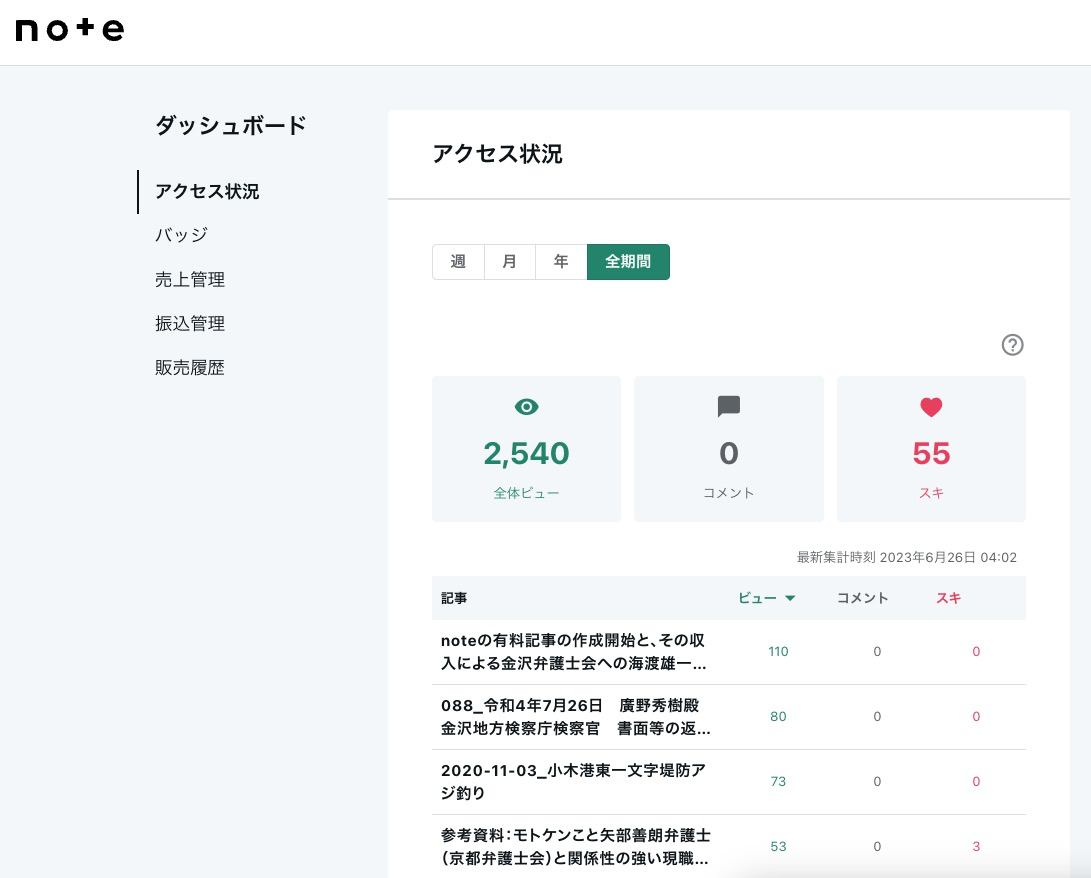 note
ダッシュボード
アクセス状況
バッジ
売上管理
振込管理
販売履歴
アクセス状況
週 月 年 全期間
2,540 0 55
全体ビュー コメント スキ
最新集計時刻 2023年6月26日 04:02
記事 ビュー コメント スキ
noteの有料記事の作成開始と、その収
入による金沢弁護士会への海渡雄一...
110 0 0
088_令和4年7月26日　廣野秀樹殿
金沢地方検察庁検察官　書面等の返...
80 0 0
2020-11-03_小木港東一文字堤防ア
ジ釣り
73 0 0
参考資料：モトケンこと矢部善朗弁護士
（京都弁護士会）と関係性の強い現職...
53 0 3